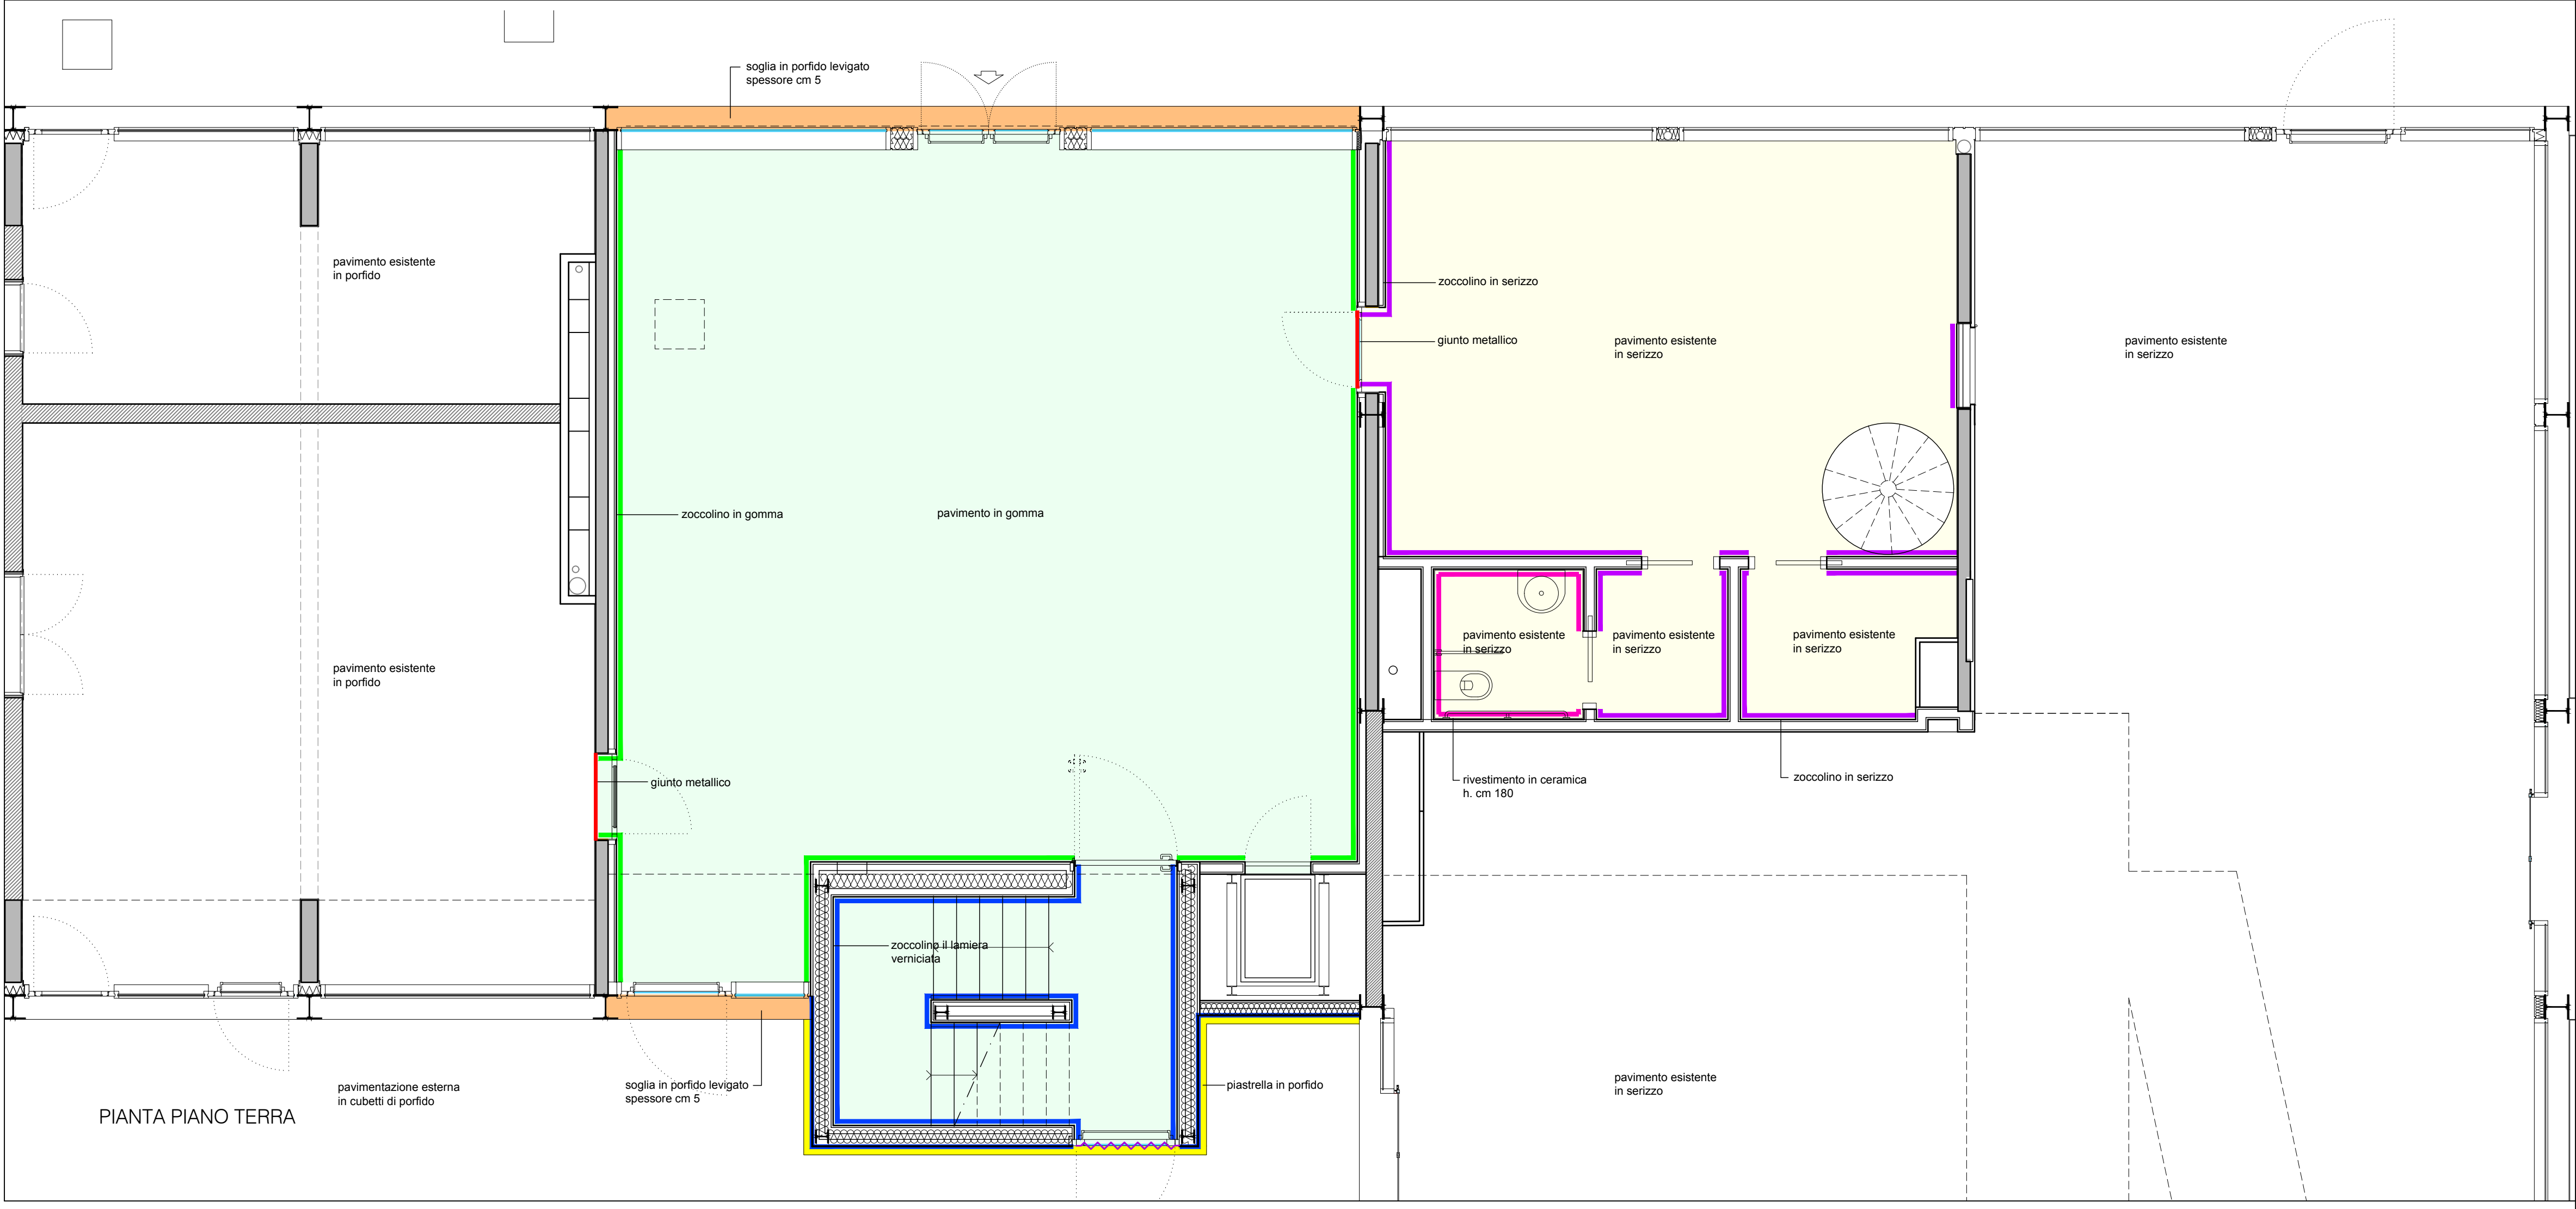 soglia in porfido levigato
spessore cm 5
pavimento esistente
in porfido
zoccolino in serizzo
giunto metallico
pavimento esistente
in serizzo
pavimento esistente
in serizzo
zoccolino in gomma
pavimento in gomma
pavimento esistente
in serizzo
pavimento esistente
in serizzo
pavimento esistente
in serizzo
pavimento esistente
in porfido
giunto metallico
rivestimento in ceramica
h. cm 180
zoccolino in serizzo
zoccolino il lamiera
verniciata
pavimentazione esterna
in cubetti di porfido
soglia in porfido levigato
spessore cm 5
piastrella in porfido
pavimento esistente
in serizzo
PIANTA PIANO TERRA